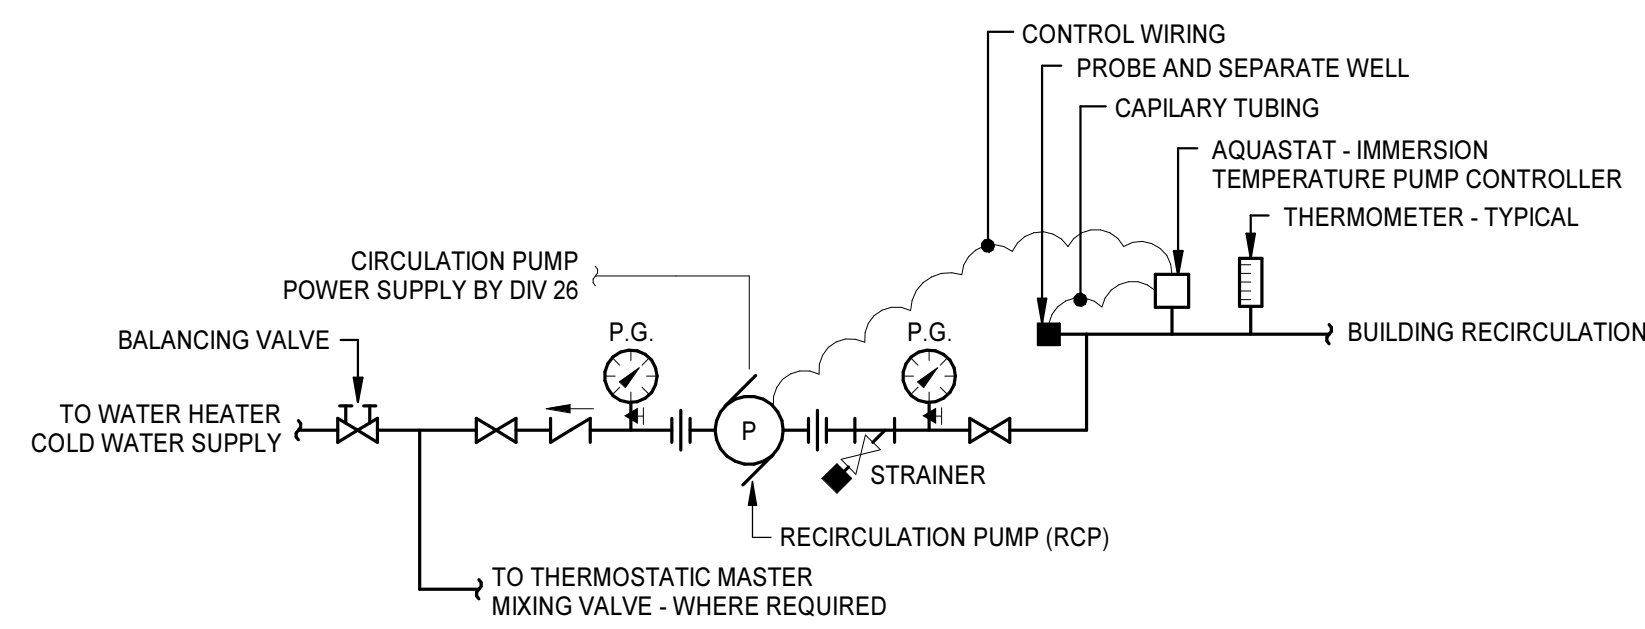 CONTROL WIRING
PROBE AND SEPARATE WELL
CAPILARY TUBING
AQUASTAT - IMMERSION
TEMPERATURE PUMP CONTROLLER
THERMOMETER - TYPICAL
CIRCULATION PUMP
POWER SUPPLY BY DIV 26
BALANCING VALVE
P.G.
P.G.
BUILDING RECIRCULATION
TO WATER HEATER
COLD WATER SUPPLY
P
STRAINER
RECIRCULATION PUMP (RCP)
TO THERMOSTATIC MASTER
MIXING VALVE - WHERE REQUIRED